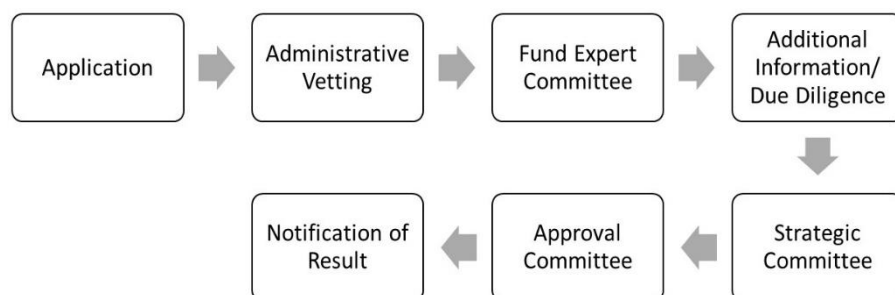 Application
Administrative
Vetting
Fund Expert
Committee
Additional
Information/
Due Diligence
Strategic
Committee
Approval
Committee
Notification of
Result